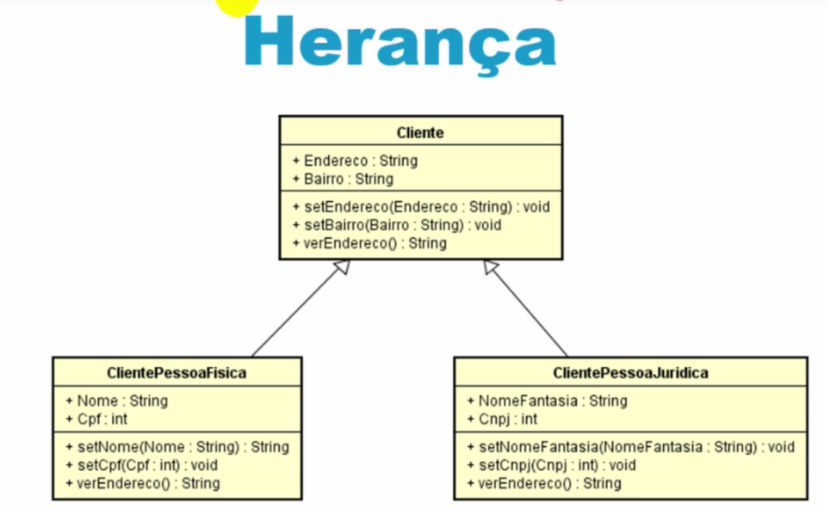 Herança
Cliente
+ Endereco : String
+ Bairro : String
+ setEndereco(Endereco : String) : void
+ setBairro(Bairro : String) : void
+ verEndereco() : String
ClientePessoaFisica
+ Nome : String
+ Cpf : int
+ setNome(Nome : String) : String
+ setCpf(Cpf : int) : void
+ verEndereco() : String
ClientePessoaJuridica
+ NomeFantasia : String
+ Cnpj : int
+ setNomeFantasia(NomeFantasia : String) : void
+ setCnpj(Cnpj : int) : void
+ verEndereco() : String